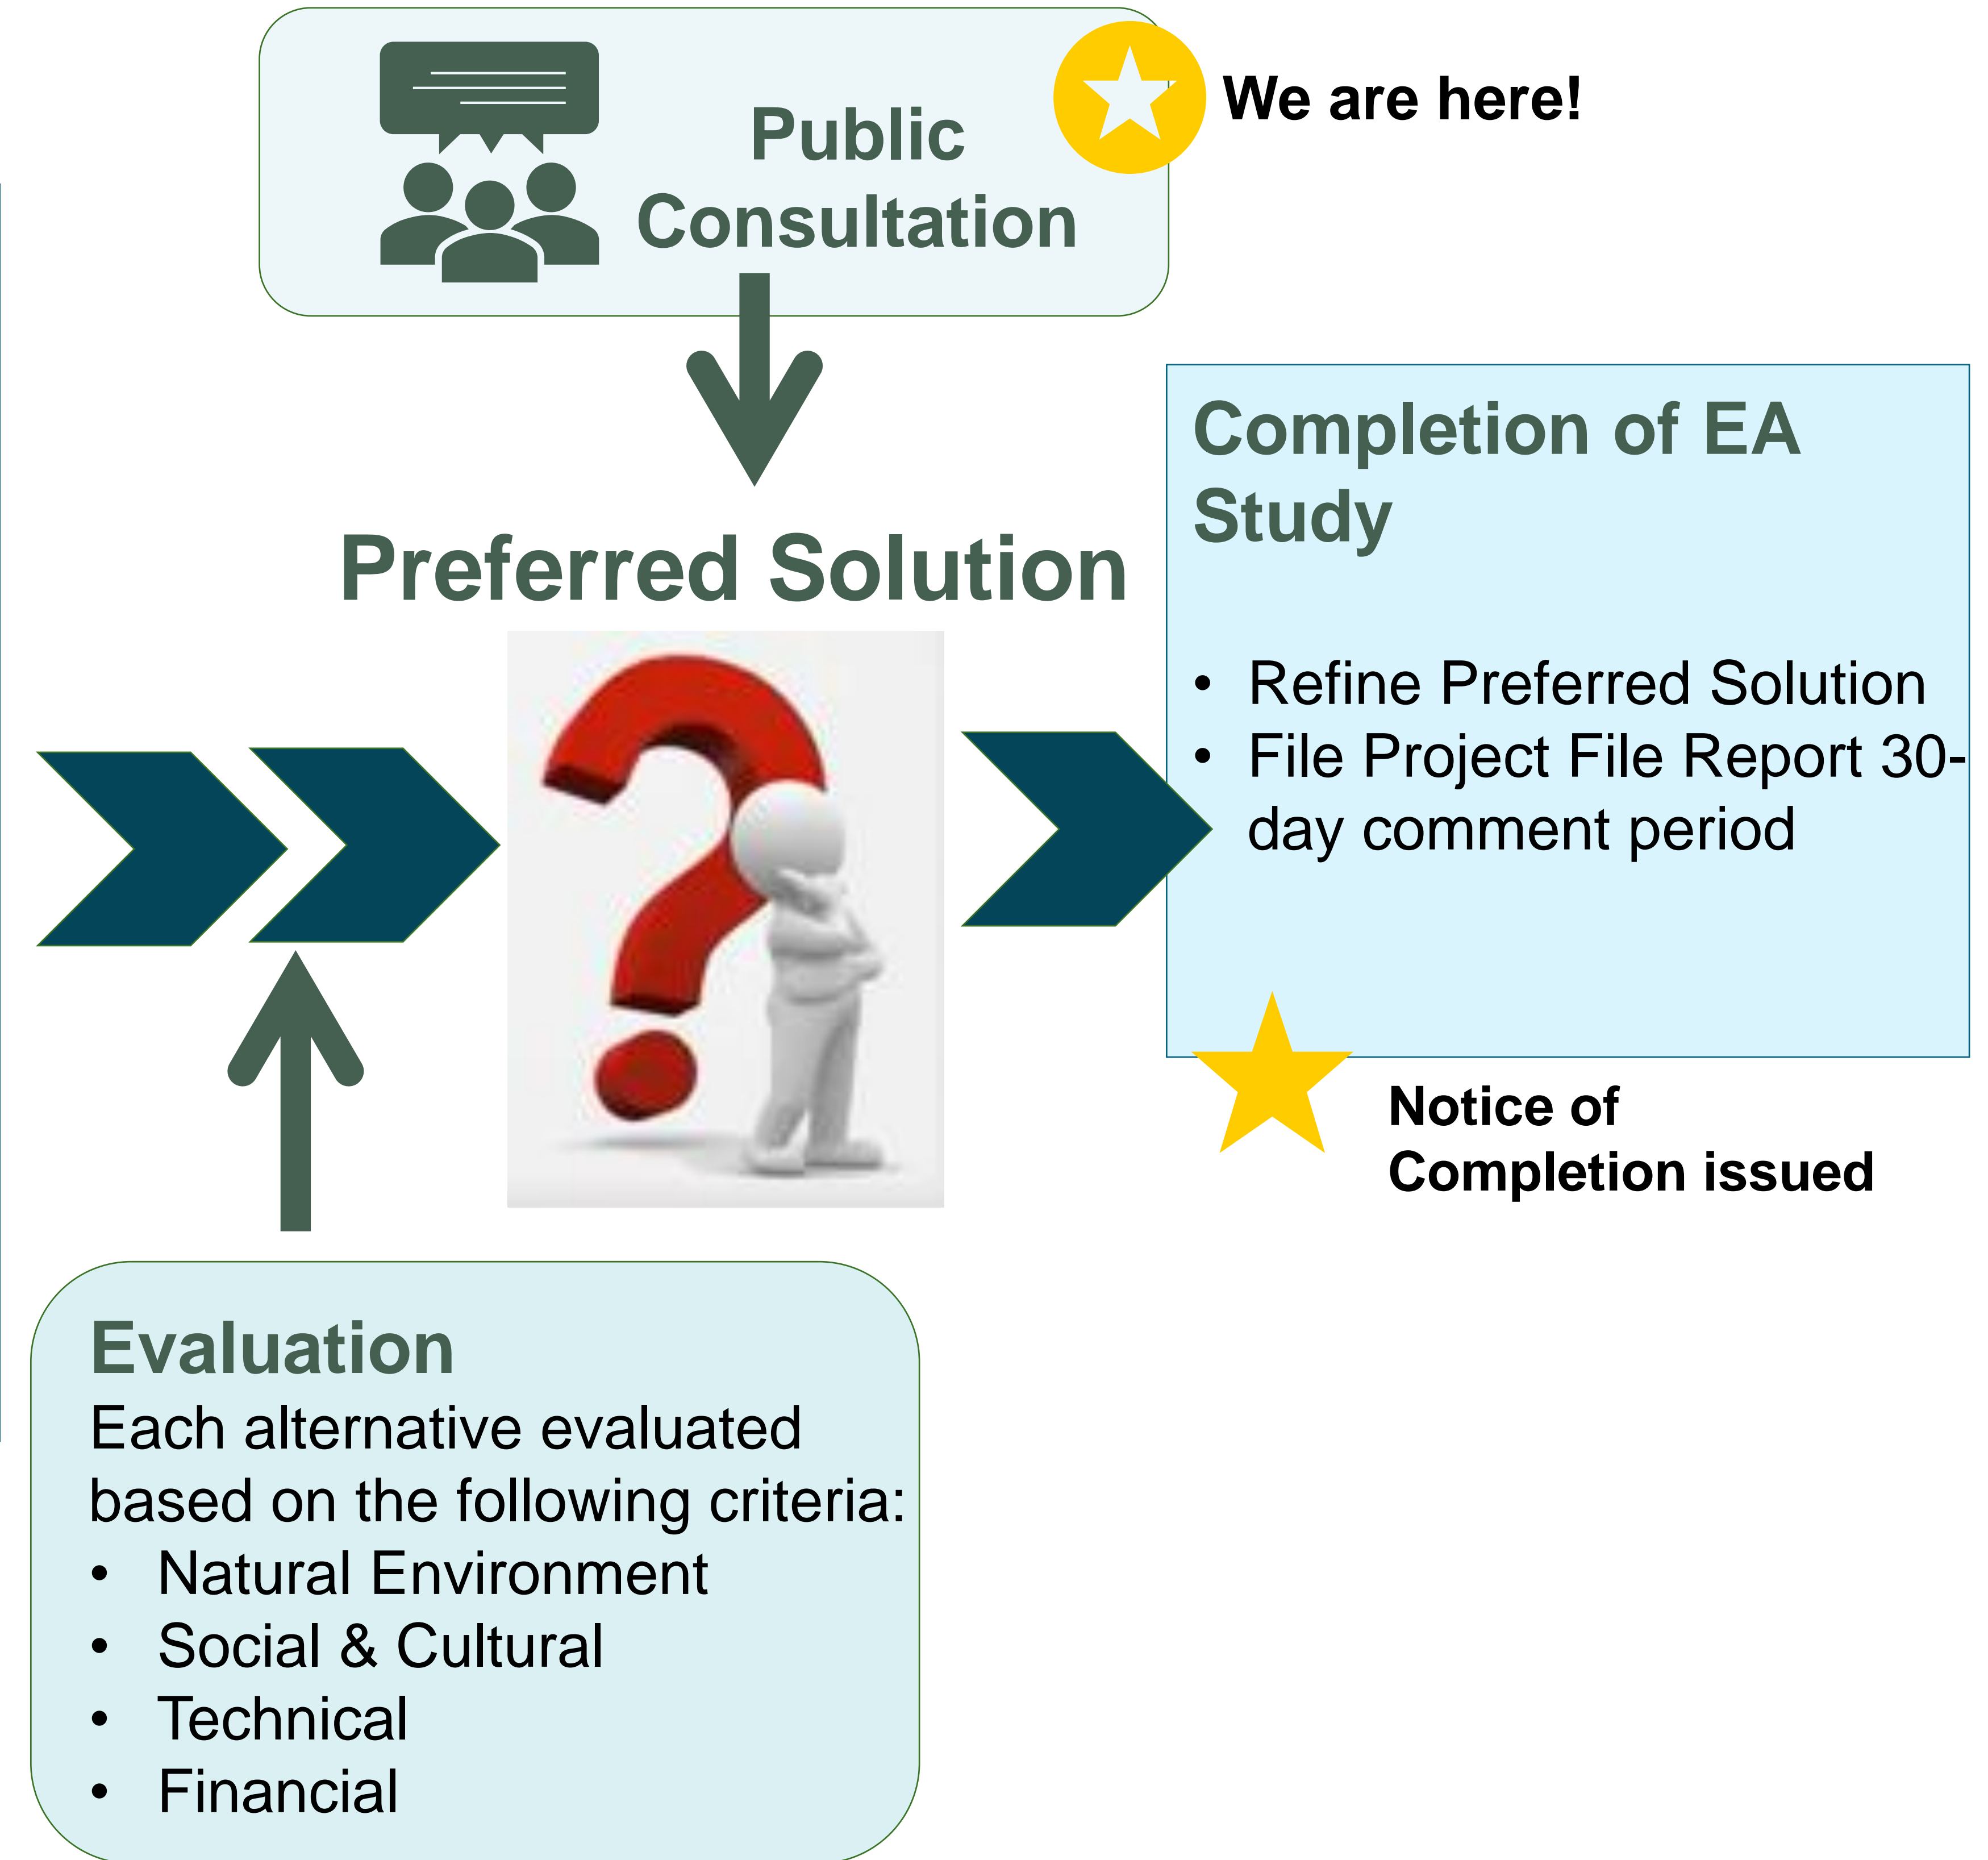 Public
Consultation
We are here!
Preferred Solution
Completion of EA
Study
• Refine Preferred Solution
• File Project File Report 30-
day comment period
Notice of
Completion issued
Evaluation
Each alternative evaluated
based on the following criteria:
• Natural Environment
• Social & Cultural
• Technical
• Financial